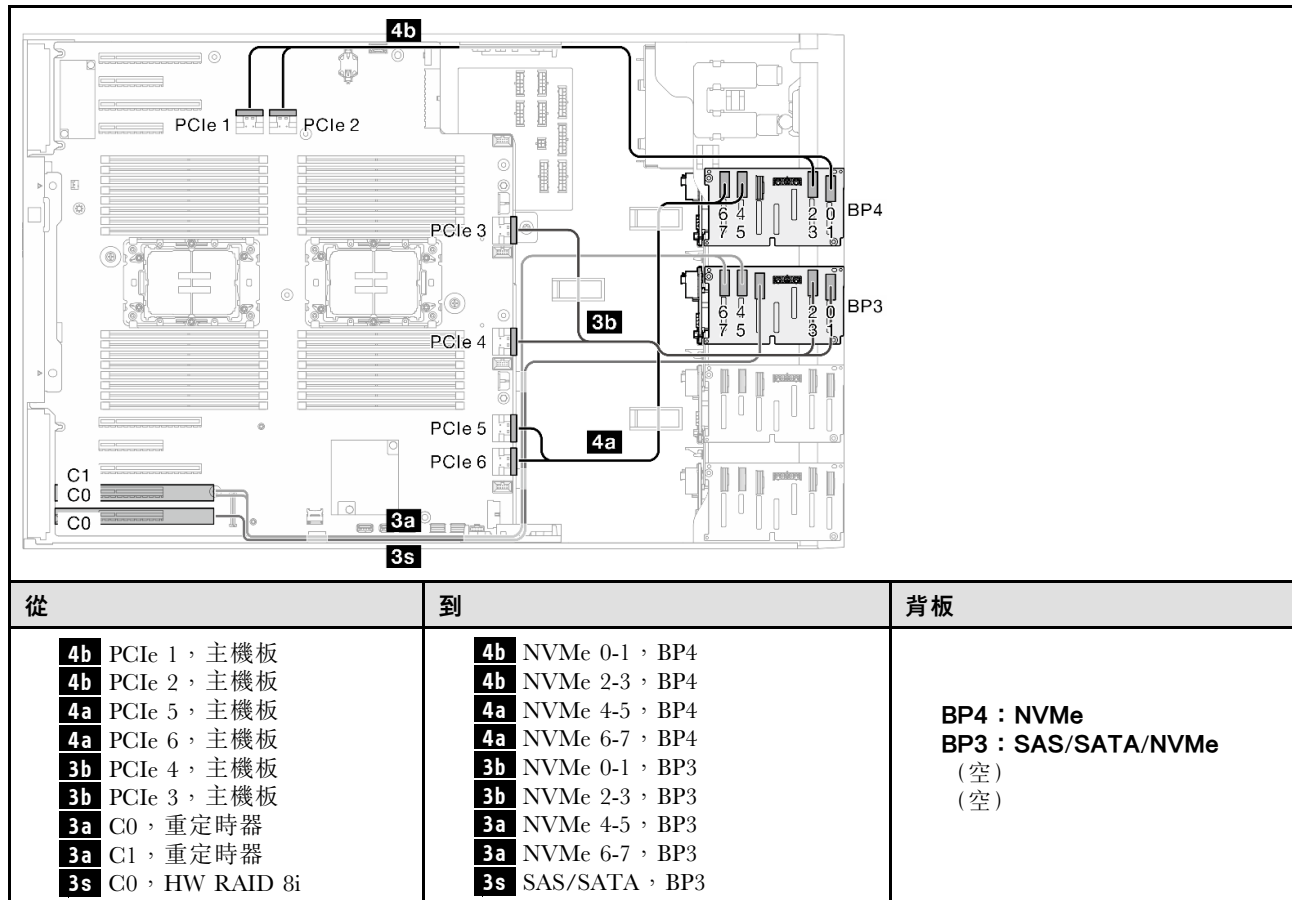 4b
PCIe 1
PCIe 2
PCIe 3
6 4 2 0
7 5 3 1
BP4
6 4 2 0
7 5 3 1
BP3
3b
PCIe 4
PCIe 5
4a
PCIe 6
C1
C0
C0
3a
3s
從 到 背板
4b PCIe 1，主機板
4b PCIe 2，主機板
4a PCIe 5，主機板
4a PCIe 6，主機板
3b PCIe 4，主機板
3b PCIe 3，主機板
3a C0，重定時器
3a C1，重定時器
3s C0，HW RAID 8i
4b NVMe 0-1，BP4
4b NVMe 2-3，BP4
4a NVMe 4-5，BP4
4a NVMe 6-7，BP4
3b NVMe 0-1，BP3
3b NVMe 2-3，BP3
3a NVMe 4-5，BP3
3a NVMe 6-7，BP3
3s SAS/SATA，BP3
BP4：NVMe
BP3：SAS/SATA/NVMe
（空）
（空）